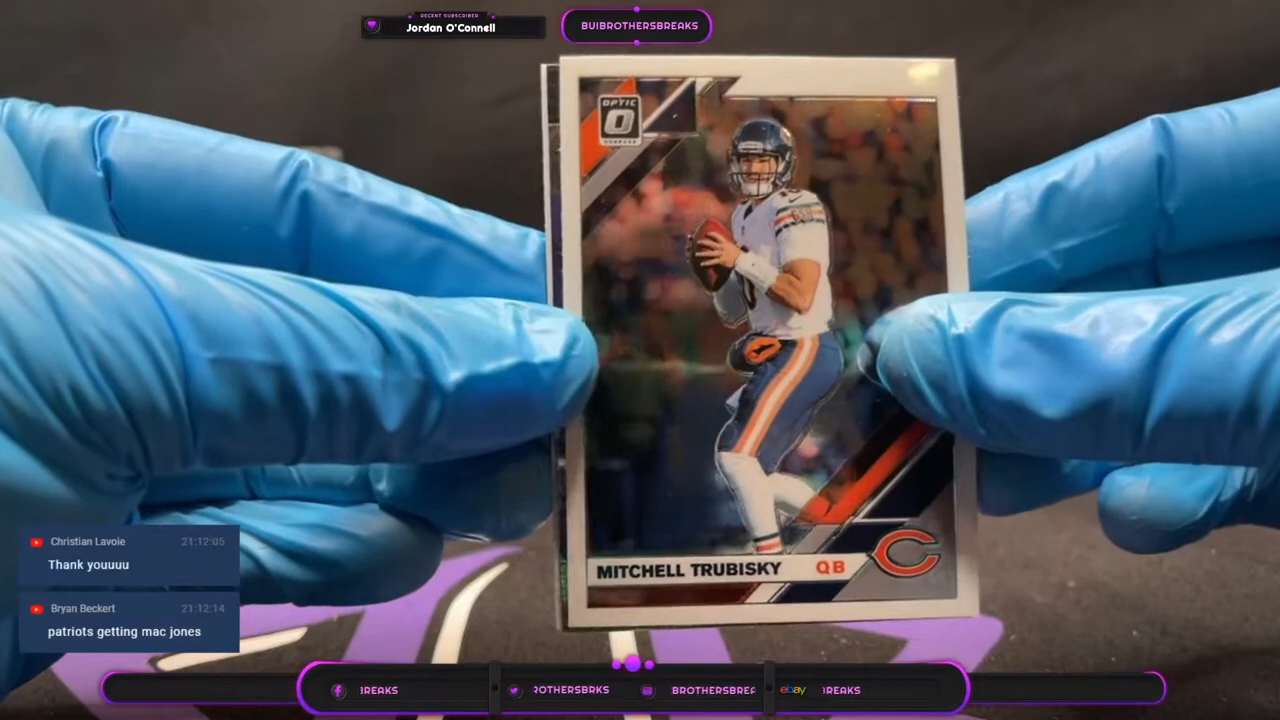 RECENT SUBSCRIBER
Jordan O'Connell
BUIBROTHERSBREAKS
OPTIC
MITCHELL TRUBISKY QB
Christian Lavoie 21:12:05
Thank youuuu
Bryan Beckert 21:12:14
patriots getting mac jones
BREAKS
ROTHERSBRKS
BROTHERSBREA
ebay
REAKS